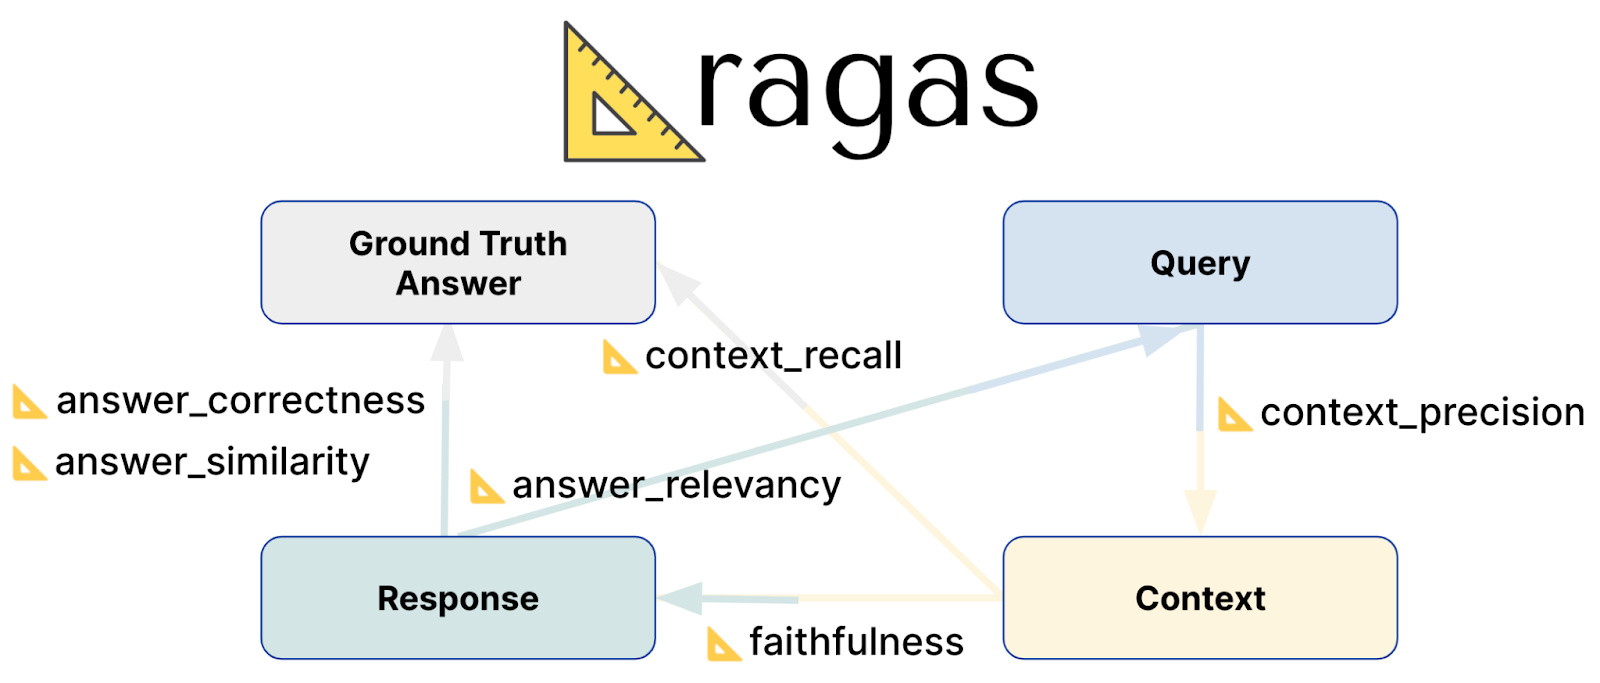 ragas
Ground Truth
Answer
Query
context_recall
answer_correctness
context_precision
answer_similarity
answer_relevancy
Response
Context
faithfulness